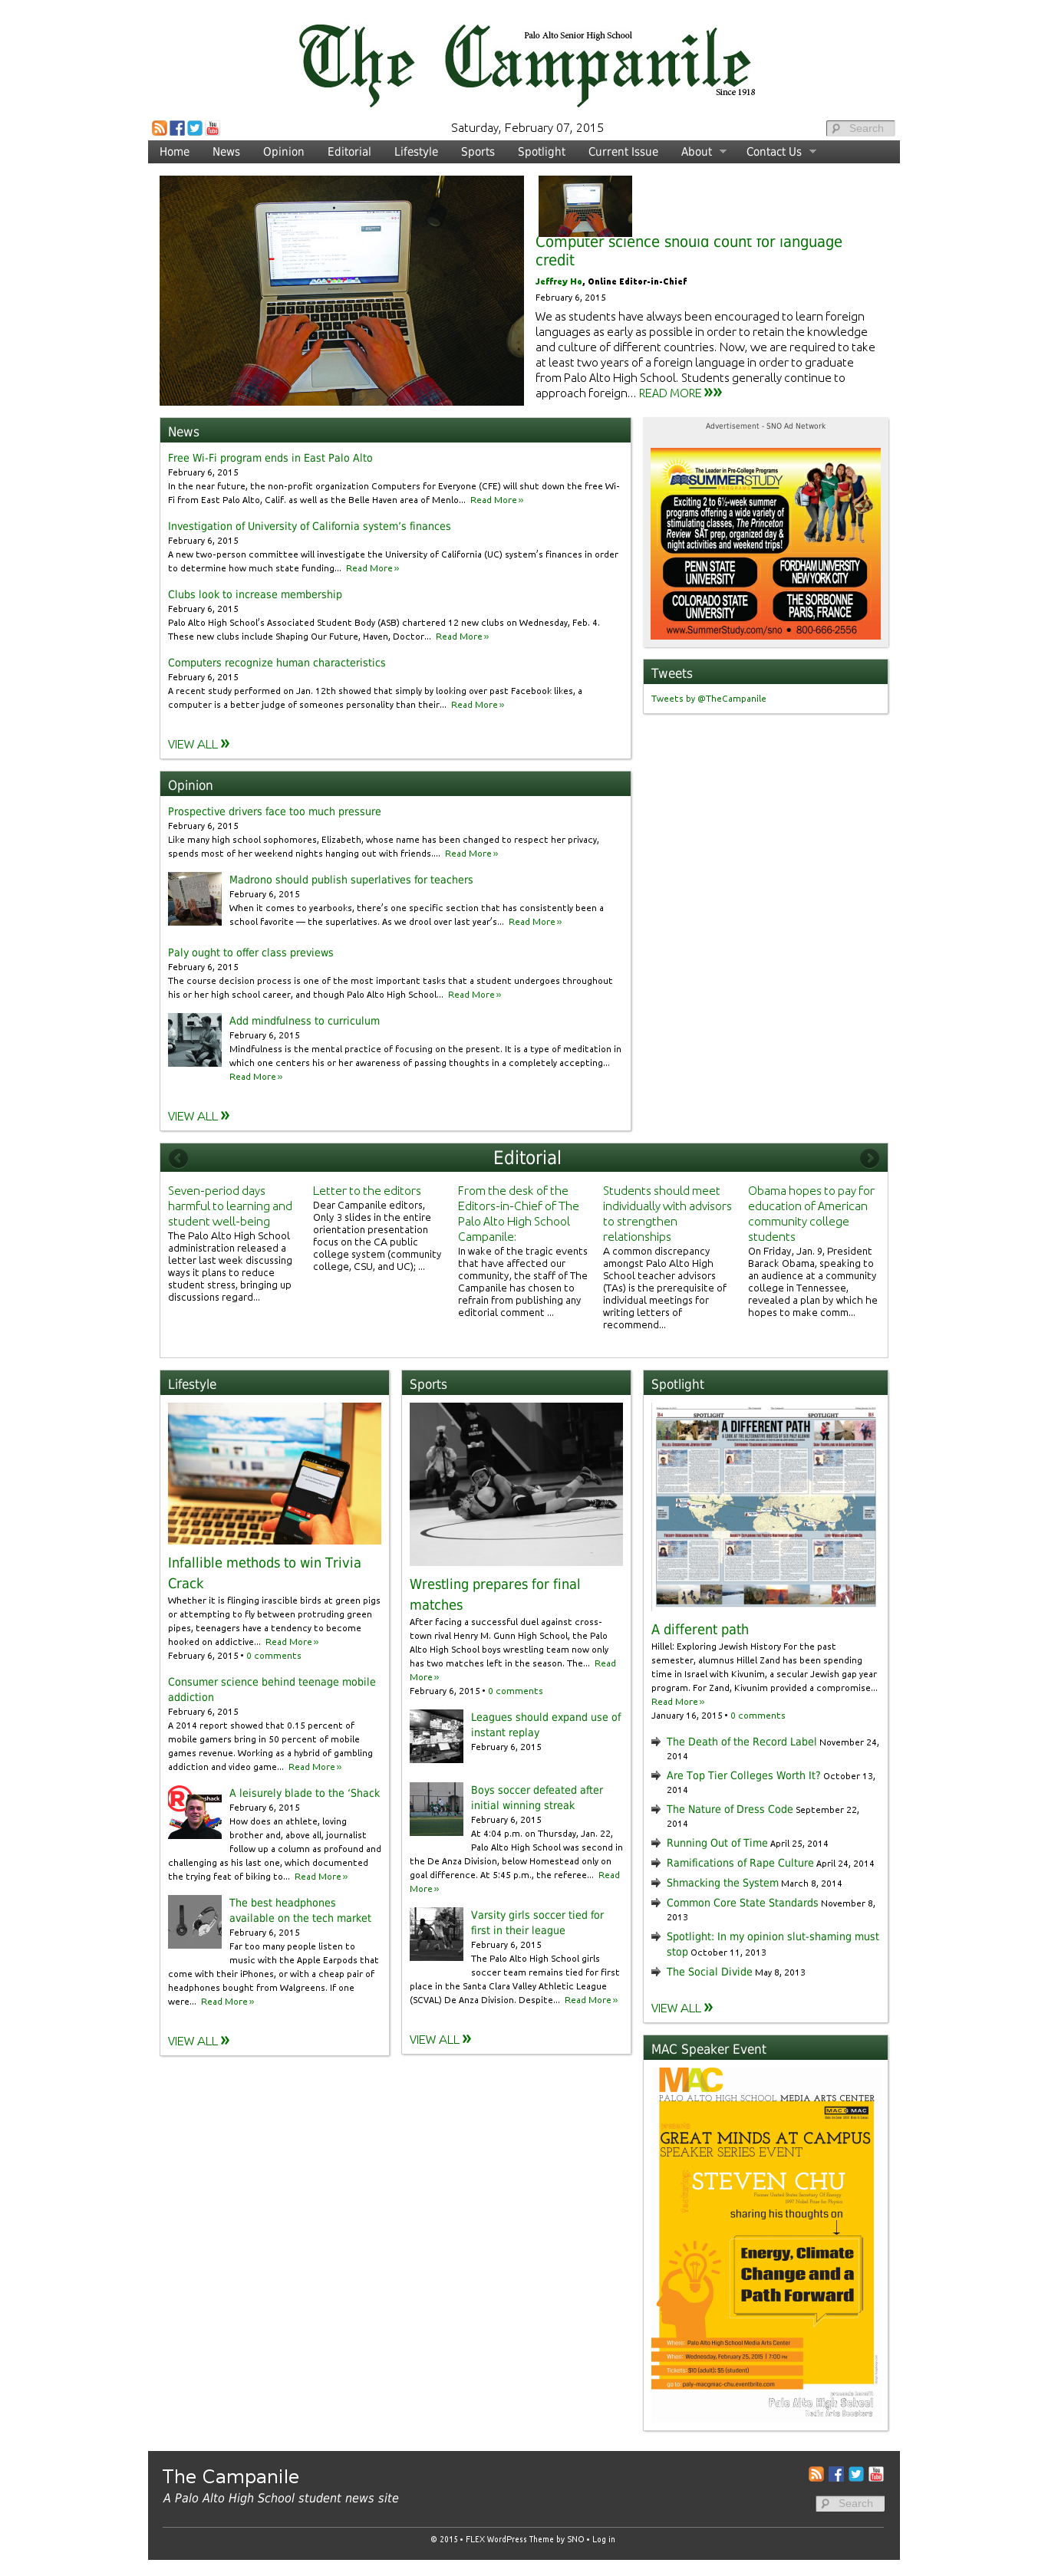 The Campanile
Palo Alto Senior High School
Since 1918
Saturday, February 07, 2015
Search
Home News Opinion Editorial Lifestyle Sports Spotlight Current Issue About Contact Us
Computer science should count for language
credit
Jeffrey Ho, Online Editor-in-Chief
February 6, 2015
We as students have always been encouraged to learn foreign
languages as early as possible in order to retain the knowledge
and culture of different countries. Now, we are required to take
at least two years of a foreign language in order to graduate
from Palo Alto High School. Students generally continue to
approach foreign... READ MORE »»
News
Free Wi-Fi program ends in East Palo Alto
February 6, 2015
In the near future, the non-profit organization Computers for Everyone (CFE) will shut down the free Wi-
Fi from East Palo Alto, Calif. as well as the Belle Haven area of Menlo... Read More »
Investigation of University of California system's finances
February 6, 2015
A new two-person committee will investigate the University of California (UC) system's finances in order
to determine how much state funding... Read More »
Clubs look to increase membership
February 6, 2015
Palo Alto High School's Associated Student Body (ASB) chartered 12 new clubs on Wednesday, Feb. 4.
These new clubs include Shaping Our Future, Haven, Doctor... Read More »
Computers recognize human characteristics
February 6, 2015
A recent study performed on Jan. 12th showed that simply by looking over past Facebook likes, a
computer is a better judge of someones personality than their... Read More »
VIEW ALL »
Advertisement - SNO Ad Network
The Leader in Pre-College Programs
SUMMERSTUDY
PROGRAMS
Exciting 2 to 6½-week summer
programs offering a wide variety of
stimulating classes, The Princeton
Review SAT prep, organized day &
night activities and weekend trips!
PENN STATE
UNIVERSITY
FORDHAM UNIVERSITY
NEW YORK CITY
COLORADO STATE
UNIVERSITY
THE SORBONNE
PARIS, FRANCE
www.SummerStudy.com/sno • 800-666-2556
Tweets
Tweets by @TheCampanile
Opinion
Prospective drivers face too much pressure
February 6, 2015
Like many high school sophomores, Elizabeth, whose name has been changed to respect her privacy,
spends most of her weekend nights hanging out with friends.... Read More »
Madrono should publish superlatives for teachers
February 6, 2015
When it comes to yearbooks, there's one specific section that has consistently been a
school favorite — the superlatives. As we drool over last year's... Read More »
Paly ought to offer class previews
February 6, 2015
The course decision process is one of the most important tasks that a student undergoes throughout
his or her high school career, and though Palo Alto High School... Read More »
Add mindfulness to curriculum
February 6, 2015
Mindfulness is the mental practice of focusing on the present. It is a type of meditation in
which one centers his or her awareness of passing thoughts in a completely accepting...
Read More »
VIEW ALL »
Editorial
Seven-period days
harmful to learning and
student well-being
The Palo Alto High School
administration released a
letter last week discussing
ways it plans to reduce
student stress, bringing up
discussions regard...
Letter to the editors
Dear Campanile editors,
Only 3 slides in the entire
orientation presentation
focus on the CA public
college system (community
college, CSU, and UC); ...
From the desk of the
Editors-in-Chief of The
Palo Alto High School
Campanile:
In wake of the tragic events
that have affected our
community, the staff of The
Campanile has chosen to
refrain from publishing any
editorial comment ...
Students should meet
individually with advisors
to strengthen
relationships
A common discrepancy
amongst Palo Alto High
School teacher advisors
(TAs) is the prerequisite of
individual meetings for
writing letters of
recommend...
Obama hopes to pay for
education of American
community college
students
On Friday, Jan. 9, President
Barack Obama, speaking to
an audience at a community
college in Tennessee,
revealed a plan by which he
hopes to make comm...
Lifestyle
Infallible methods to win Trivia
Crack
Whether it is flinging irascible birds at green pigs
or attempting to fly between protruding green
pipes, teenagers have a tendency to become
hooked on addictive... Read More »
February 6, 2015 • 0 comments
Consumer science behind teenage mobile
addiction
February 6, 2015
A 2014 report showed that 0.15 percent of
mobile gamers bring in 50 percent of mobile
games revenue. Working as a hybrid of gambling
addiction and video game... Read More »
A leisurely blade to the 'Shack
February 6, 2015
How does an athlete, loving
brother and, above all, journalist
follow up a column as profound and
challenging as his last one, which documented
the trying feat of biking to... Read More »
The best headphones
available on the tech market
February 6, 2015
Far too many people listen to
music with the Apple Earpods that
come with their iPhones, or with a cheap pair of
headphones bought from Walgreens. If one
were... Read More »
VIEW ALL »
Sports
Wrestling prepares for final
matches
After facing a successful duel against cross-
town rival Henry M. Gunn High School, the Palo
Alto High School boys wrestling team now only
has two matches left in the season. The... Read
More »
February 6, 2015 • 0 comments
Leagues should expand use of
instant replay
February 6, 2015
Boys soccer defeated after
initial winning streak
February 6, 2015
At 4:04 p.m. on Thursday, Jan. 22,
Palo Alto High School was second in
the De Anza Division, below Homestead only on
goal difference. At 5:45 p.m., the referee... Read
More »
Varsity girls soccer tied for
first in their league
February 6, 2015
The Palo Alto High School girls
soccer team remains tied for first
place in the Santa Clara Valley Athletic League
(SCVAL) De Anza Division. Despite... Read More »
VIEW ALL »
Spotlight
SPOTLIGHT
SPOTLIGHT
A DIFFERENT PATH
A different path
Hillel: Exploring Jewish History For the past
semester, alumnus Hillel Zand has been spending
time in Israel with Kivunim, a secular Jewish gap year
program. For Zand, Kivunim provided a compromise...
Read More »
January 16, 2015 • 0 comments
The Death of the Record Label November 24,
2014
Are Top Tier Colleges Worth It? October 13,
2014
The Nature of Dress Code September 22,
2014
Running Out of Time April 25, 2014
Ramifications of Rape Culture April 24, 2014
Shmacking the System March 8, 2014
Common Core State Standards November 8,
2013
Spotlight: In my opinion slut-shaming must
stop October 11, 2013
The Social Divide May 8, 2013
VIEW ALL »
MAC Speaker Event
MAC
PALO ALTO HIGH SCHOOL MEDIA ARTS CENTER
GREAT MINDS AT CAMPUS
SPEAKER SERIES EVENT
STEVEN CHU
Former United States Secretary Of Energy
1997 Nobel Prize for Physics
sharing his thoughts on
Energy, Climate
Change and a
Path Forward
Where: Palo Alto High School Media Arts Center
When: Wednesday, February 25, 2015 | 7:00 PM
Tickets: $10 (adult); $5 (student)
go to: paly-macgmac-chu.eventbrite.com
Palo Alto High School
Media Arts Boosters
The Campanile
A Palo Alto High School student news site
Search
© 2015 • FLEX WordPress Theme by SNO • Log in